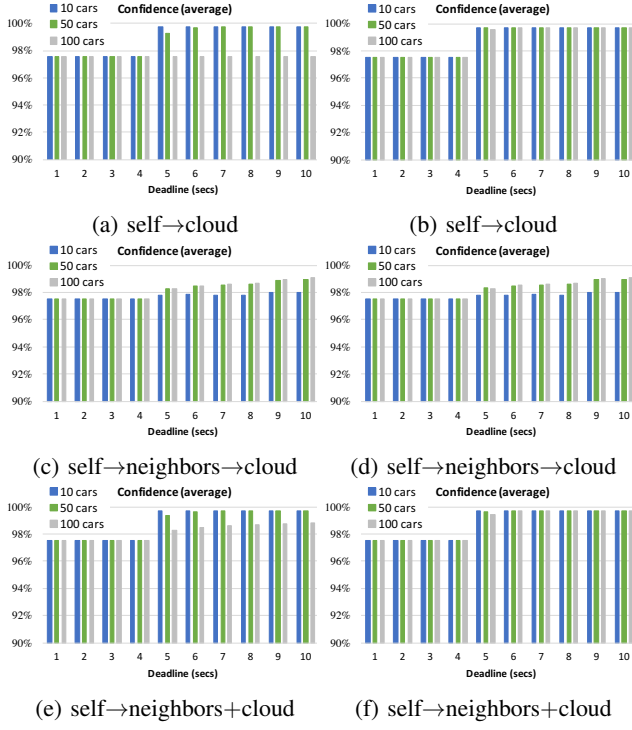 10 cars
Confidence (average)
50 cars
100 cars
100%
98%
96%
94%
92%
90%
1 2 3 4 5 6 7 8 9 10
Deadline (secs)
(a) self→cloud
10 cars
Confidence (average)
50 cars
100 cars
100%
98%
96%
94%
92%
90%
1 2 3 4 5 6 7 8 9 10
Deadline (secs)
(b) self→cloud
10 cars
Confidence (average)
50 cars
100 cars
100%
98%
96%
94%
92%
90%
1 2 3 4 5 6 7 8 9 10
Deadline (secs)
(c) self→neighbors→cloud
10 cars
Confidence (average)
50 cars
100 cars
100%
98%
96%
94%
92%
90%
1 2 3 4 5 6 7 8 9 10
Deadline (secs)
(d) self→neighbors→cloud
10 cars
Confidence (average)
50 cars
100 cars
100%
98%
96%
94%
92%
90%
1 2 3 4 5 6 7 8 9 10
Deadline (secs)
(e) self→neighbors+cloud
10 cars
Confidence (average)
50 cars
100 cars
100%
98%
96%
94%
92%
90%
1 2 3 4 5 6 7 8 9 10
Deadline (secs)
(f) self→neighbors+cloud